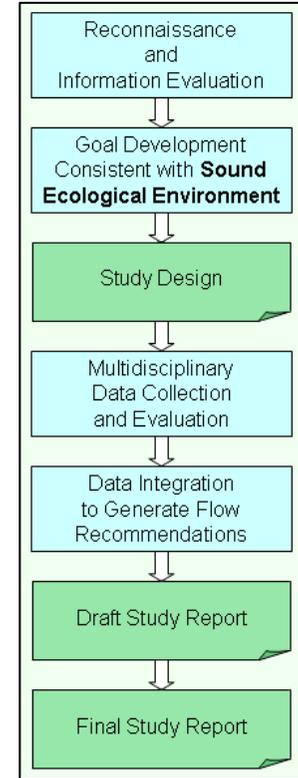 Reconnaissance
and
Information Evaluation
Goal Development
Consistent with Sound
Ecological Environment
Study Design
Multidisciplinary
Data Collection
and Evaluation
Data Integration
to Generate Flow
Recommendations
Draft Study Report
Final Study Report